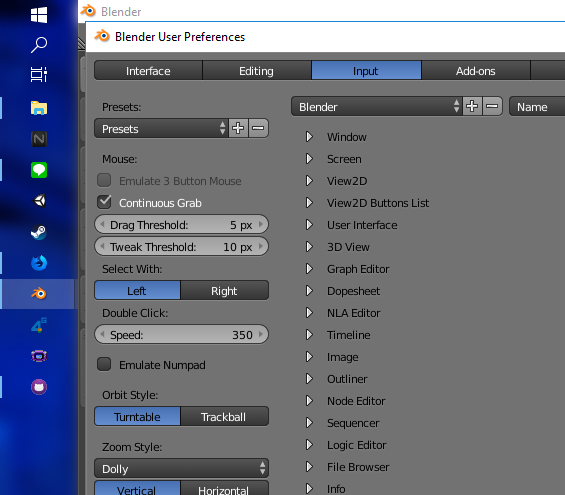 Blender
Blender User Preferences
Interface
Editing
Input
Add-ons
Presets:
Presets
Mouse:
Emulate 3 Button Mouse
Continuous Grab
Drag Threshold: 5 px
Tweak Threshold: 10 px
Select With:
Left
Right
Double Click:
Speed: 350
Emulate Numpad
Orbit Style:
Turntable
Trackball
Zoom Style:
Dolly
Vertical
Horizontal
Blender
Name
Window
Screen
View2D
View2D Buttons List
User Interface
3D View
Graph Editor
Dopesheet
NLA Editor
Timeline
Image
Outliner
Node Editor
Sequencer
Logic Editor
File Browser
Info